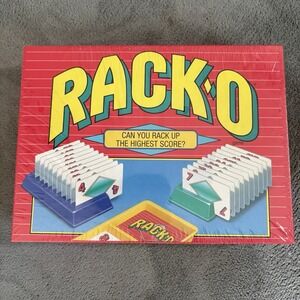 RACK-O
CAN YOU RACK UP
THE HIGHEST SCORE?
RACK-O